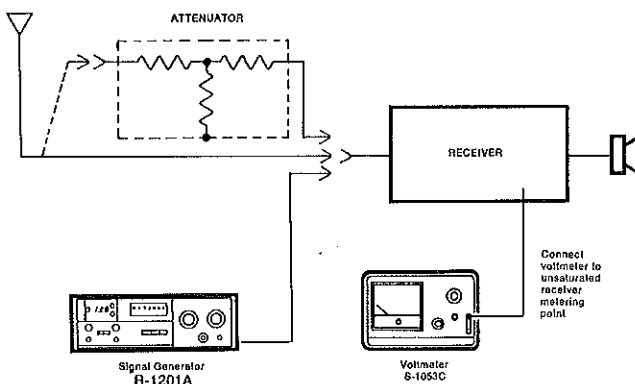 ATTENUATOR
RECEIVER
Connect
voltmeter to
unsaturated
receiver
metering
point
Signal Generator
R-1201A
Voltmeter
S-1053C